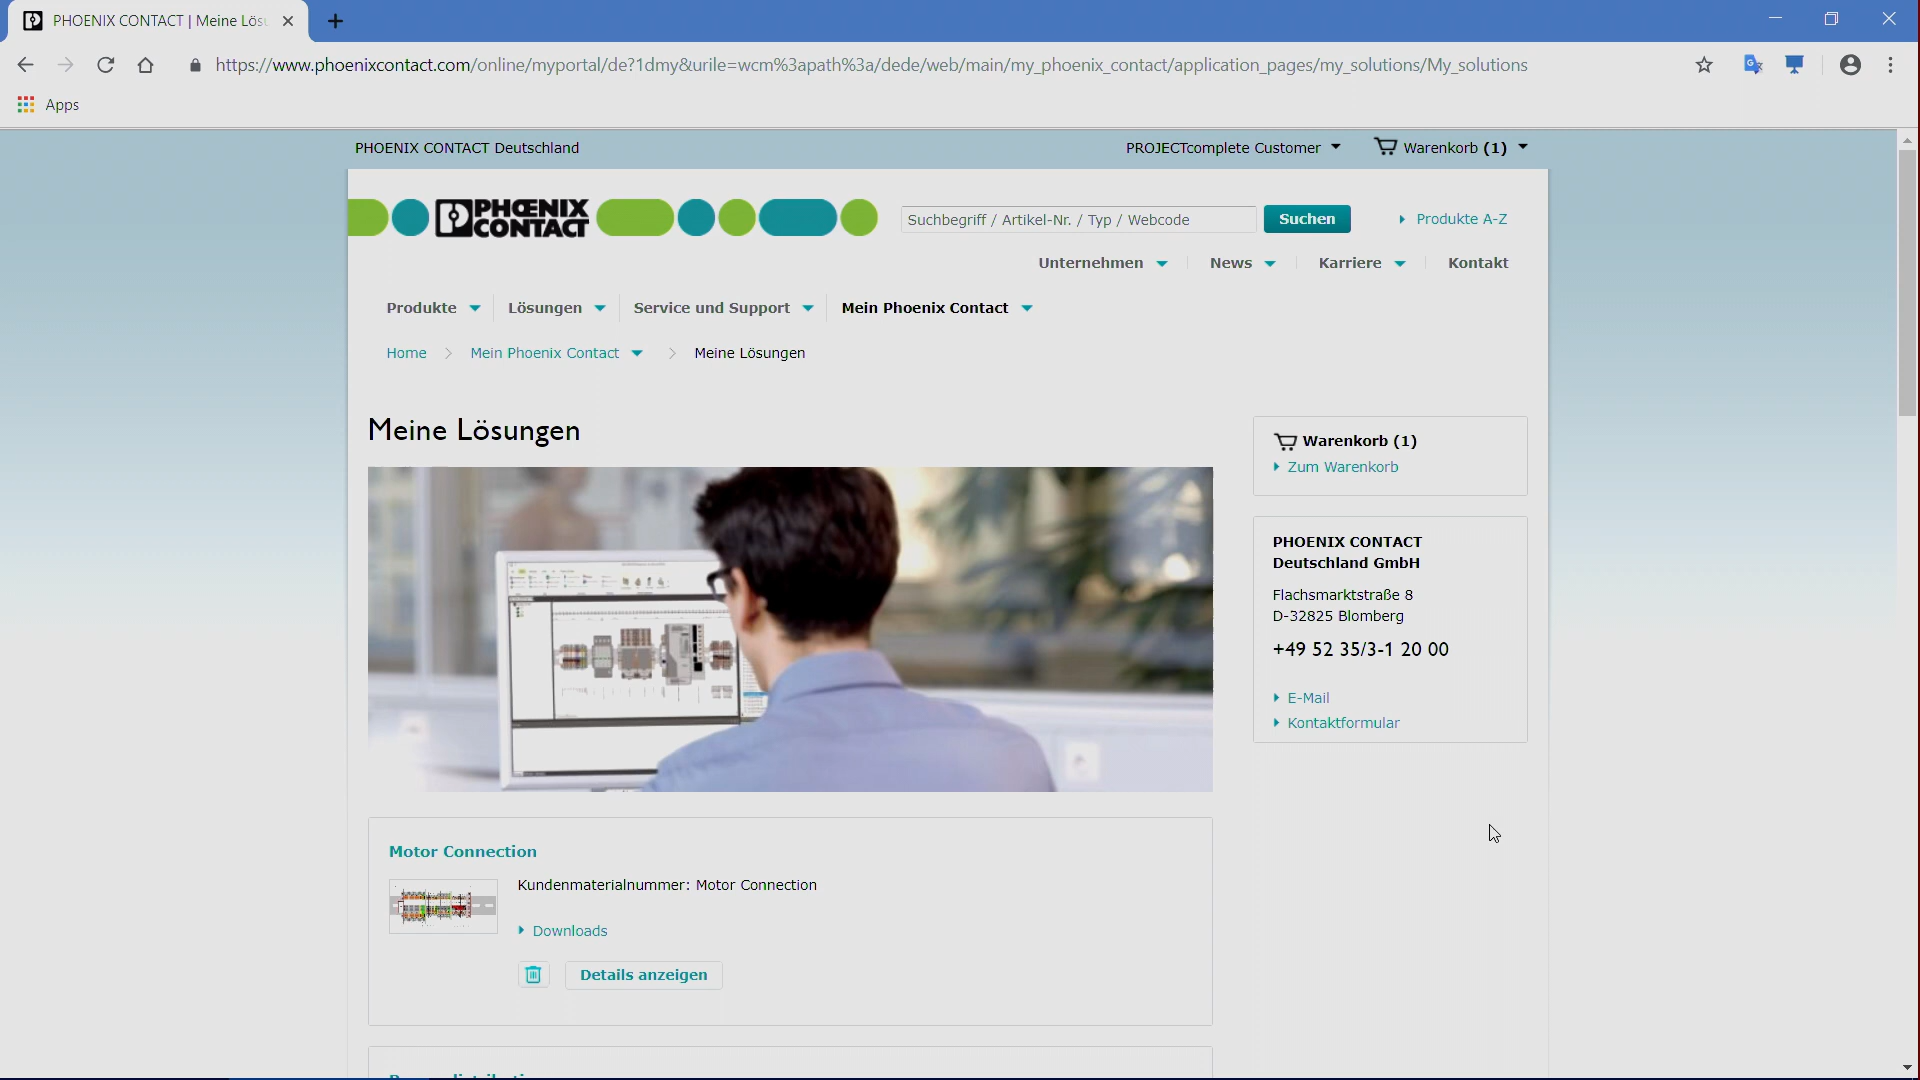 PHOENIX CONTACT | Meine Lös
https://www.phoenixcontact.com/online/myportal/de?1dmy&urile=wcm%3apath%3a/dede/web/main/my_phoenix_contact/application_pages/my_solutions/My_solutions
Apps
PHOENIX CONTACT Deutschland
PROJECTcomplete Customer
Warenkorb (1)
PHŒNIX
CONTACT
Suchbegriff / Artikel-Nr. / Typ / Webcode
Suchen
Produkte A-Z
Unternehmen
News
Karriere
Kontakt
Produkte
Lösungen
Service und Support
Mein Phoenix Contact
Home
Mein Phoenix Contact
Meine Lösungen
Meine Lösungen
Warenkorb (1)
Zum Warenkorb
PHOENIX CONTACT
Deutschland GmbH
Flachsmarktstraße 8
D-32825 Blomberg
+49 52 35/3-1 20 00
E-Mail
Kontaktformular
Motor Connection
Kundenmaterialnummer: Motor Connection
Downloads
Details anzeigen